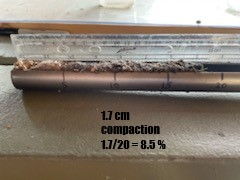 1.7 cm
compaction
1.7/20 = 8.5 %